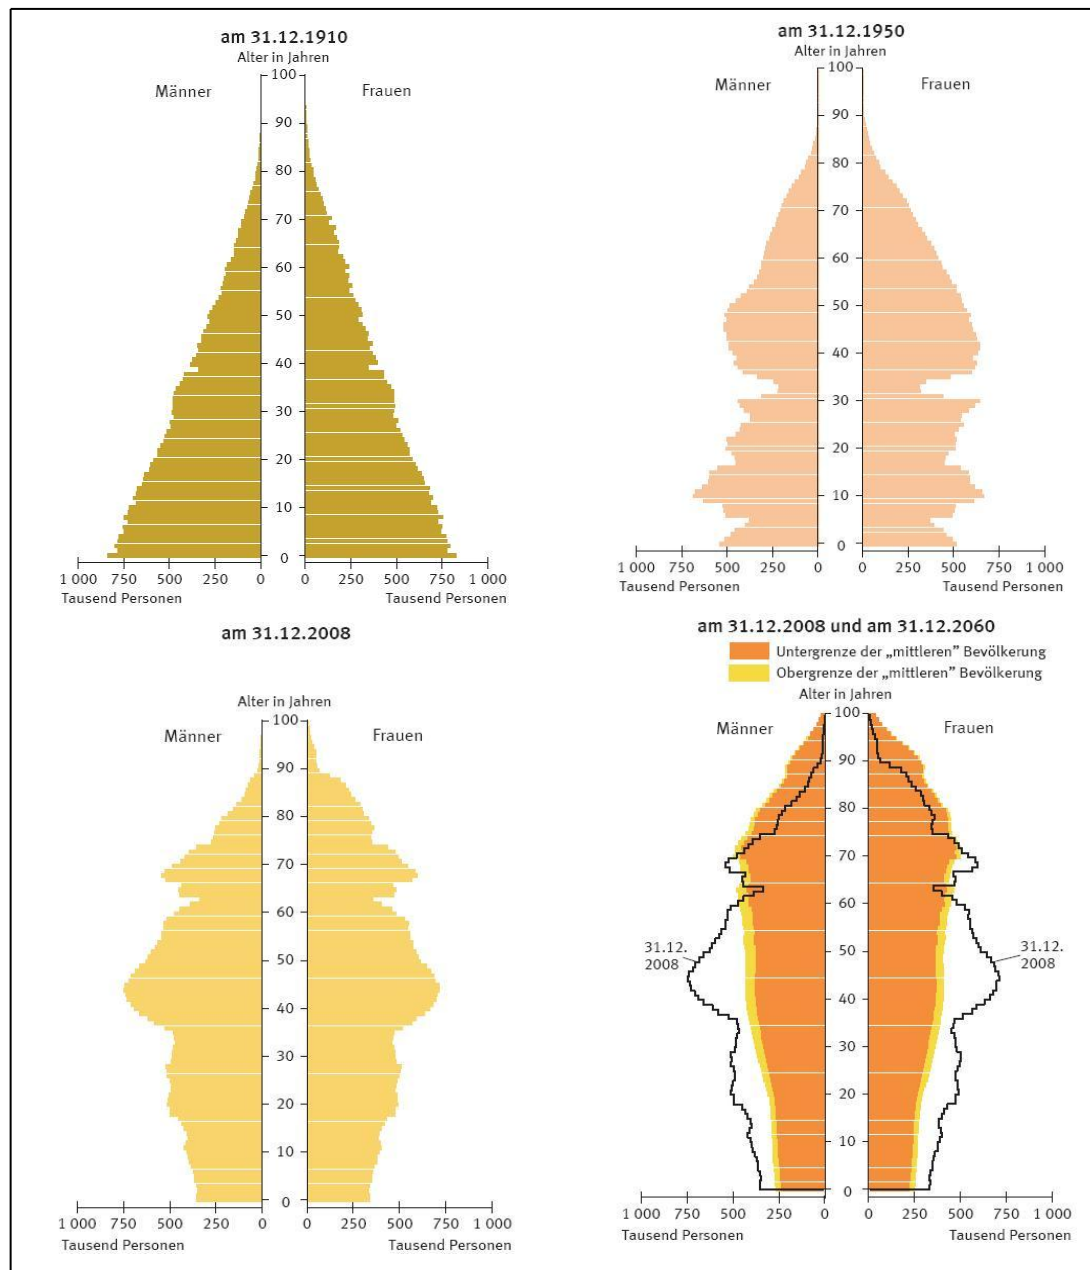 am 31.12.1910
Alter in Jahren
Männer
Frauen
100
90
80
70
60
50
40
30
20
10
0
1 000 750 500 250 0
0 250 500 750 1 000
Tausend Personen
Tausend Personen
am 31.12.1950
Alter in Jahren
Männer
Frauen
100
90
80
70
60
50
40
30
20
10
0
1 000 750 500 250 0
0 250 500 750 1 000
Tausend Personen
Tausend Personen
am 31.12.2008
Alter in Jahren
Männer
Frauen
100
90
80
70
60
50
40
30
20
10
0
1 000 750 500 250 0
0 250 500 750 1 000
Tausend Personen
Tausend Personen
am 31.12.2008 und am 31.12.2060
Untergrenze der „mittleren” Bevölkerung
Obergrenze der „mittleren” Bevölkerung
Alter in Jahren
Männer
Frauen
100
90
80
70
60
50
40
30
20
10
0
31.12.
2008
31.12.
2008
1 000 750 500 250 0
0 250 500 750 1 000
Tausend Personen
Tausend Personen